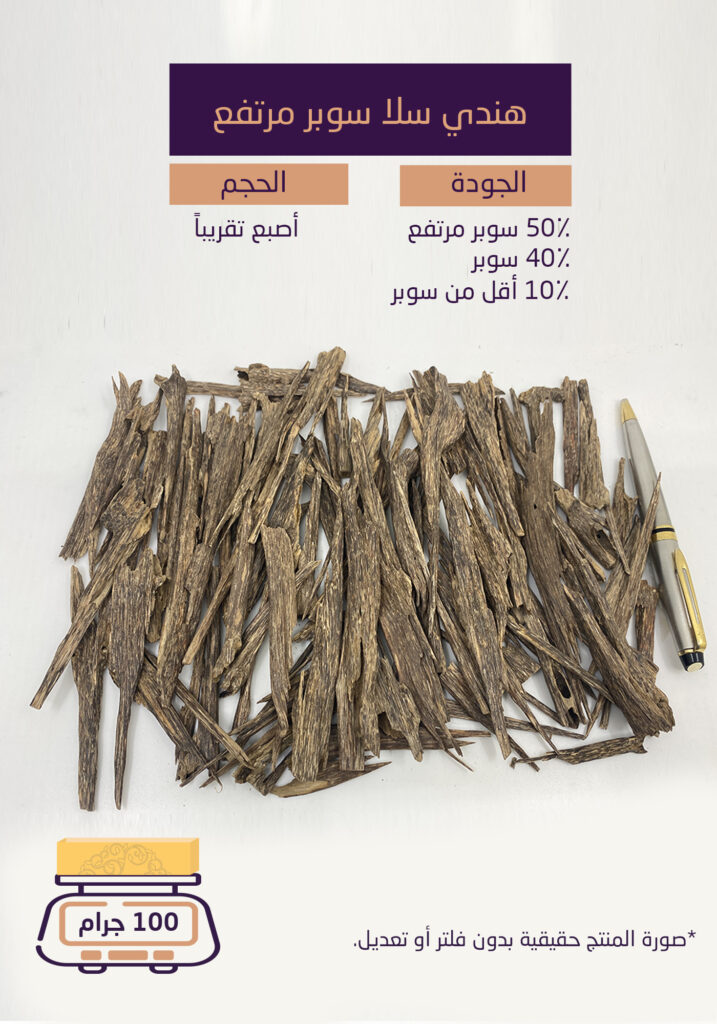 هندي سلا سوبر مرتفع
الجودة
50٪ سوبر مرتفع
40٪ سوبر
10٪ أقل من سوبر
الحجم
أصبع تقريباً
100 جرام
*صورة المنتج حقيقية بدون فلتر أو تعديل.